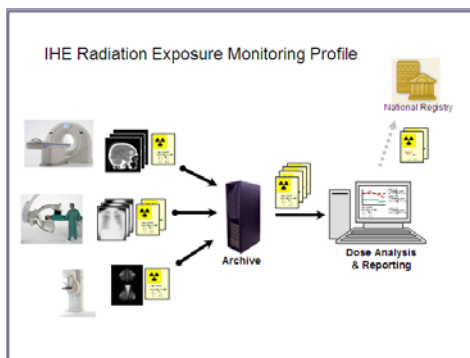 IHE Radiation Exposure Monitoring Profile
National Registry
Archive
Dose Analysis
& Reporting